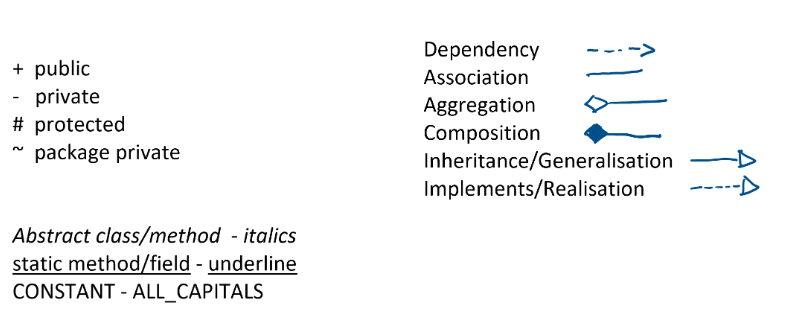 + public
- private
# protected
~ package private
Abstract class/method - italics
static method/field - underline
CONSTANT - ALL_CAPITALS
Dependency
Association
Aggregation
Composition
Inheritance/Generalisation
Implements/Realisation